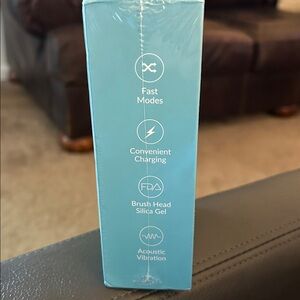 Fast
Modes
Convenient
Charging
FDA
Brush Head
Silica Gel
Acoustic
Vibration